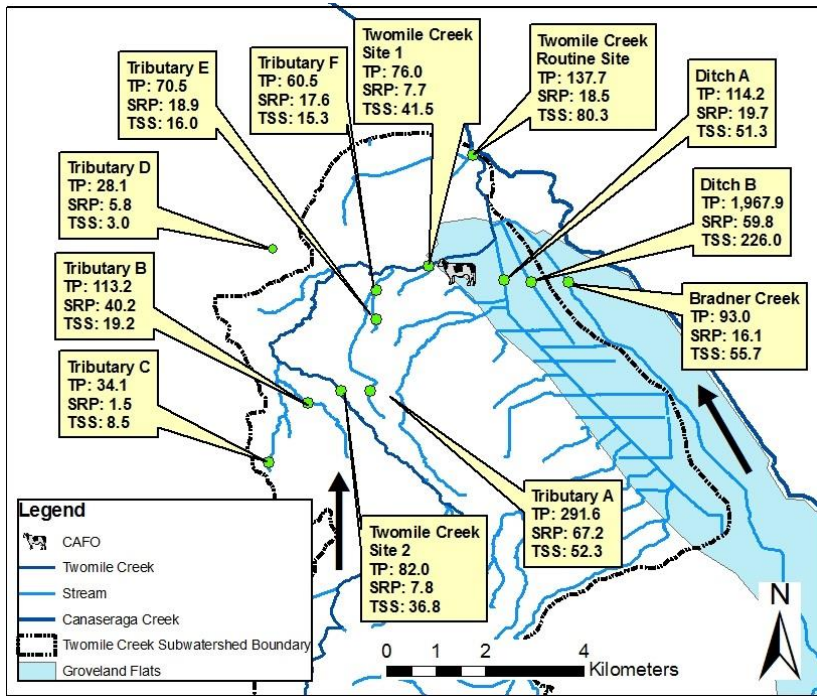 Tributary E
TP: 70.5
SRP: 18.9
TSS: 16.0
Tributary F
TP: 60.5
SRP: 17.6
TSS: 15.3
Twomile Creek
Site 1
TP: 76.0
SRP: 7.7
TSS: 41.5
Twomile Creek
Routine Site
TP: 137.7
SRP: 18.5
TSS: 80.3
Ditch A
TP: 114.2
SRP: 19.7
TSS: 51.3
Tributary D
TP: 28.1
SRP: 5.8
TSS: 3.0
Ditch B
TP: 1,967.9
SRP: 59.8
TSS: 226.0
Tributary B
TP: 113.2
SRP: 40.2
TSS: 19.2
Bradner Creek
TP: 93.0
SRP: 16.1
TSS: 55.7
Tributary C
TP: 34.1
SRP: 1.5
TSS: 8.5
Tributary A
TP: 291.6
SRP: 67.2
TSS: 52.3
Twomile Creek
Site 2
TP: 82.0
SRP: 7.8
TSS: 36.8
Legend
CAFO
Twomile Creek
Stream
Canaseraga Creek
Twomile Creek Subwatershed Boundary
Groveland Flats
0 1 2 4
Kilometers
N